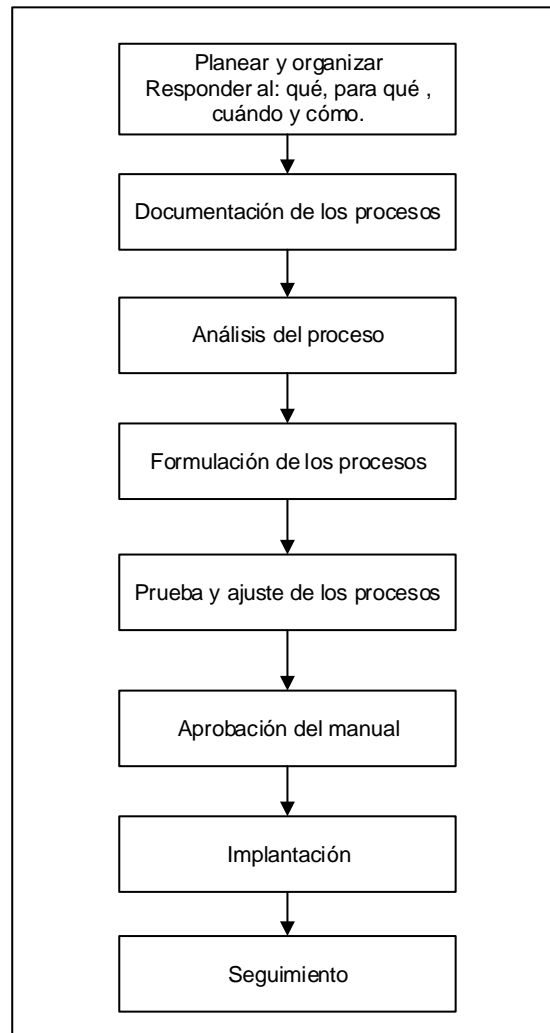 Planear y organizar
Responder al: qué, para qué ,
cuándo y cómo.
Documentación de los procesos
Análisis del proceso
Formulación de los procesos
Prueba y ajuste de los procesos
Aprobación del manual
Implantación
Seguimiento